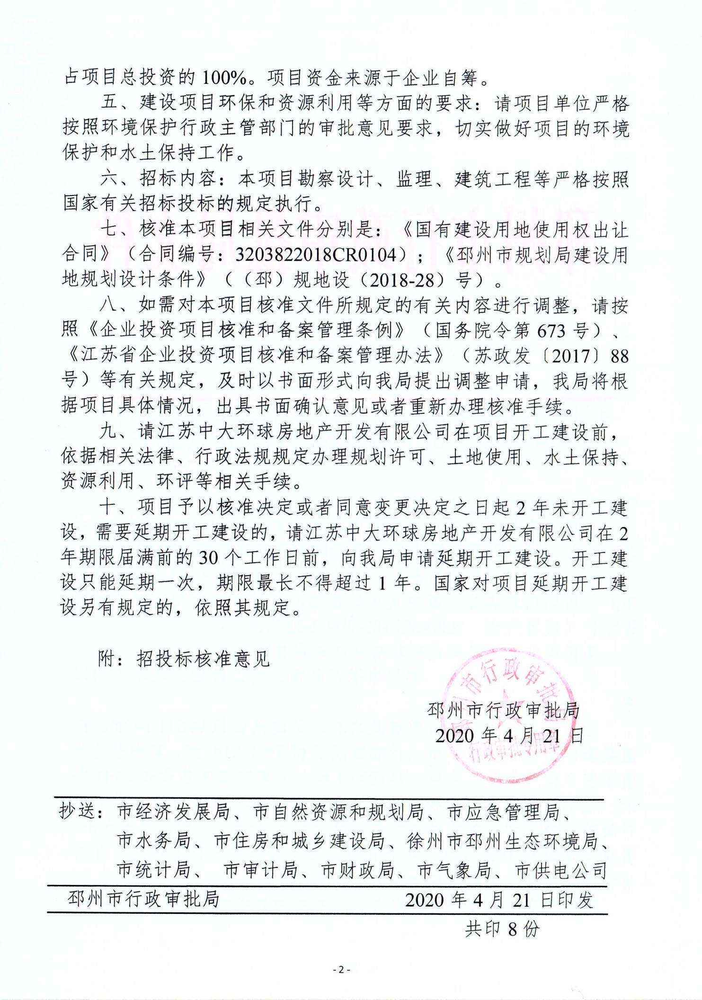 占项目总投资的 100%。项目资金来源于企业自筹。
五、建设项目环保和资源利用等方面的要求：请项目单位严格
按照环境保护行政主管部门的审批意见要求，切实做好项目的环境
保护和水土保持工作。
六、招标内容：本项目勘察设计、监理、建筑工程等严格按照
国家有关招标投标的规定执行。
七、核准本项目相关文件分别是：《国有建设用地使用权出让
合同》（合同编号：3203822018CR0104）；《邳州市规划局建设用
地规划设计条件》（（邳）规地设（2018-28）号）。
八、如需对本项目核准文件所规定的有关内容进行调整，请按
照《企业投资项目核准和备案管理条例》（国务院令第 673 号）、
《江苏省企业投资项目核准和备案管理办法》（苏政发〔2017〕88
号）等有关规定，及时以书面形式向我局提出调整申请，我局将根
据项目具体情况，出具书面确认意见或者重新办理核准手续。
九、请江苏中大环球房地产开发有限公司在项目开工建设前，
依据相关法律、行政法规规定办理规划许可、土地使用、水土保持、
资源利用、环评等相关手续。
十、项目予以核准决定或者同意变更决定之日起 2 年未开工建
设，需要延期开工建设的，请江苏中大环球房地产开发有限公司在 2
年期限届满前的 30 个工作日前，向我局申请延期开工建设。开工建
设只能延期一次，期限最长不得超过 1 年。国家对项目延期开工建
设另有规定的，依照其规定。
附：招投标核准意见
邳州市行政审批局
2020 年 4 月 21 日
邳州市行政审批局
行政审批专用章
抄送：市经济发展局、市自然资源和规划局、市应急管理局、
市水务局、市住房和城乡建设局、徐州市邳州生态环境局、
市统计局、 市审计局、市财政局、市气象局、市供电公司
邳州市行政审批局 2020 年 4 月 21 日印发
共印 8 份
- 2 -